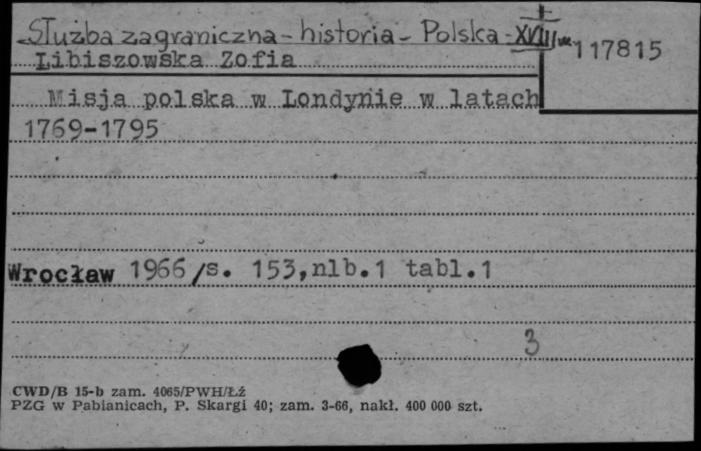 Służba zagraniczna - historia - Polska - XVIII w.
117815
Libiszowska Zofia
Misja polska w Londynie w latach
1769-1795
Wrocław 1966/s. 153,nlb.1 tabl.1
3
CWD/B 15-b zam. 4065/PWH/Łź
PZG w Pabianicach, P. Skargi 40; zam. 3-66, nakł. 400 000 szt.